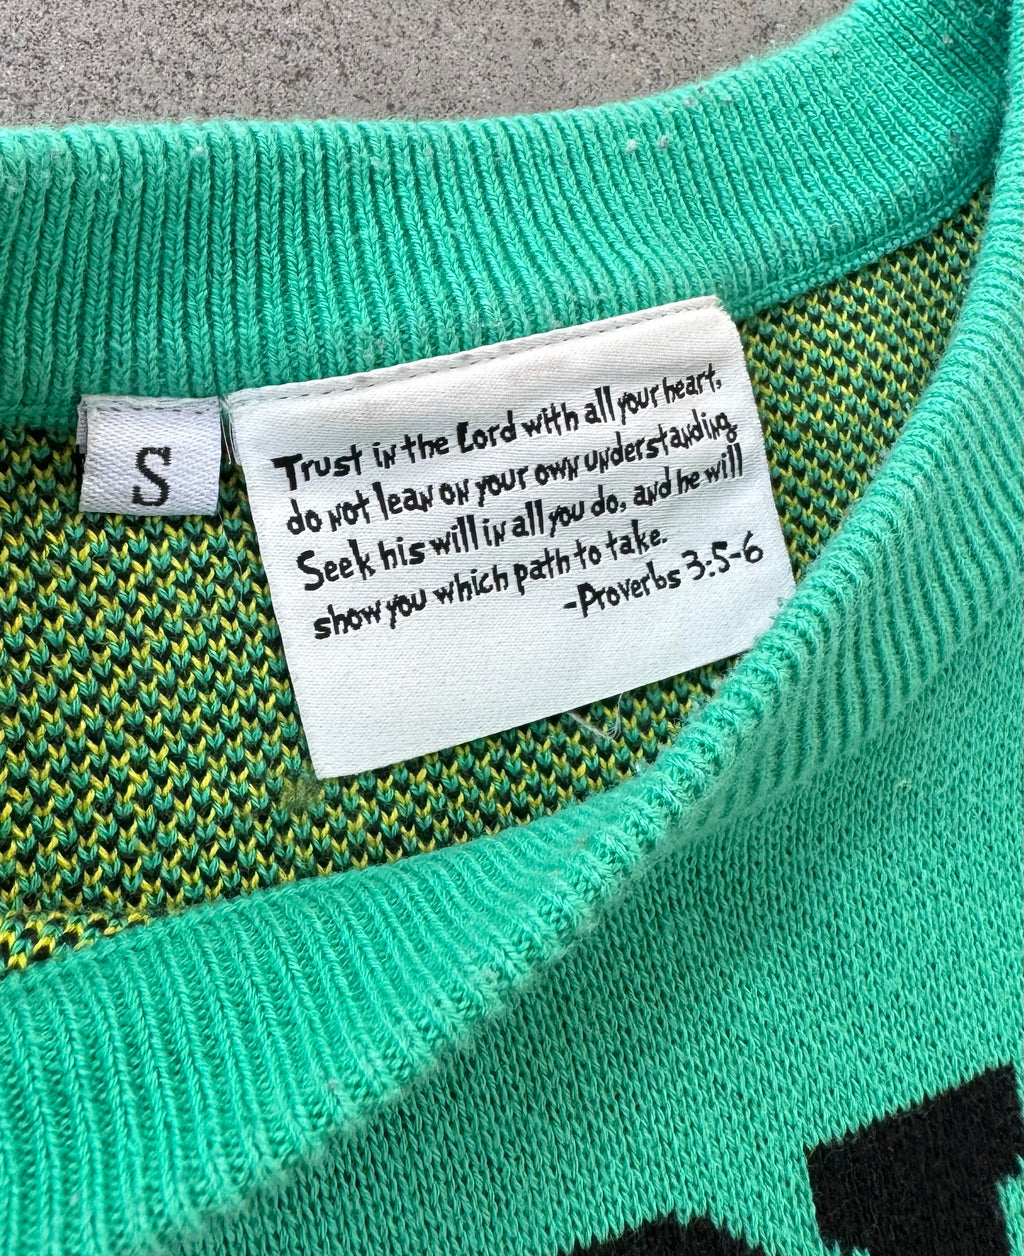 S
Trust in the Lord with all your heart,
do not lean on your own understanding
Seek his will in all you do, and he will
show you which path to take.
-Proverbs 3:5-6